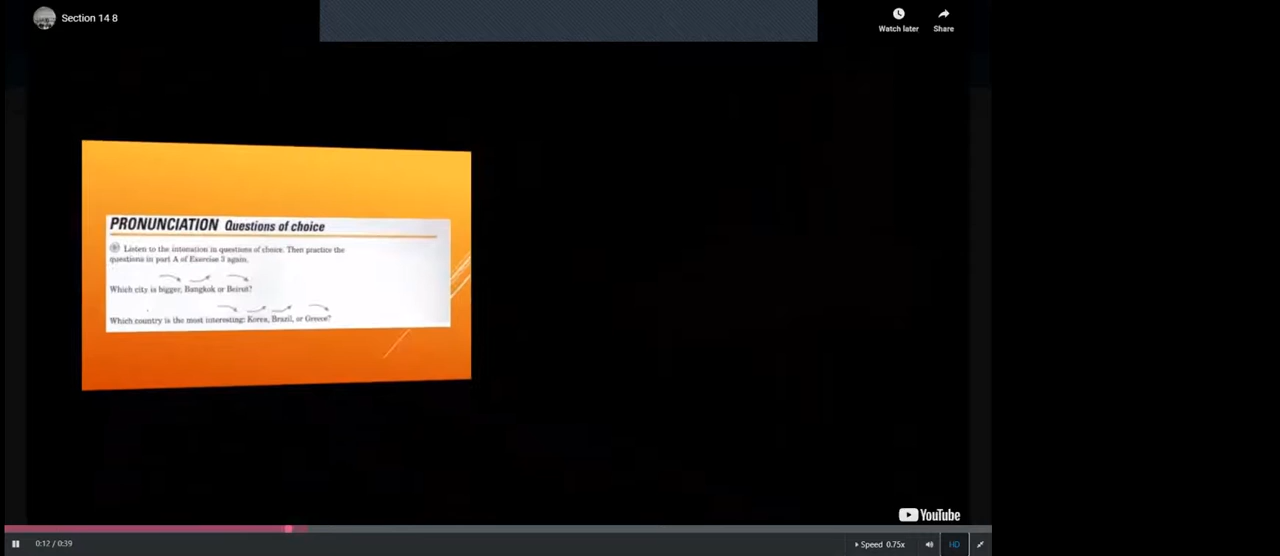 Section 14 8
Watch later
Share
PRONUNCIATION Questions of choice
Listen to the intonation in questions of choice. Then practice the
questions in part A of Exercise 3 again.
Which city is bigger, Bangkok or Beirut?
Which country is the most interesting: Korea, Brazil, or Greece?
YouTube
0:12 / 0:39
Speed 0.75x
HD